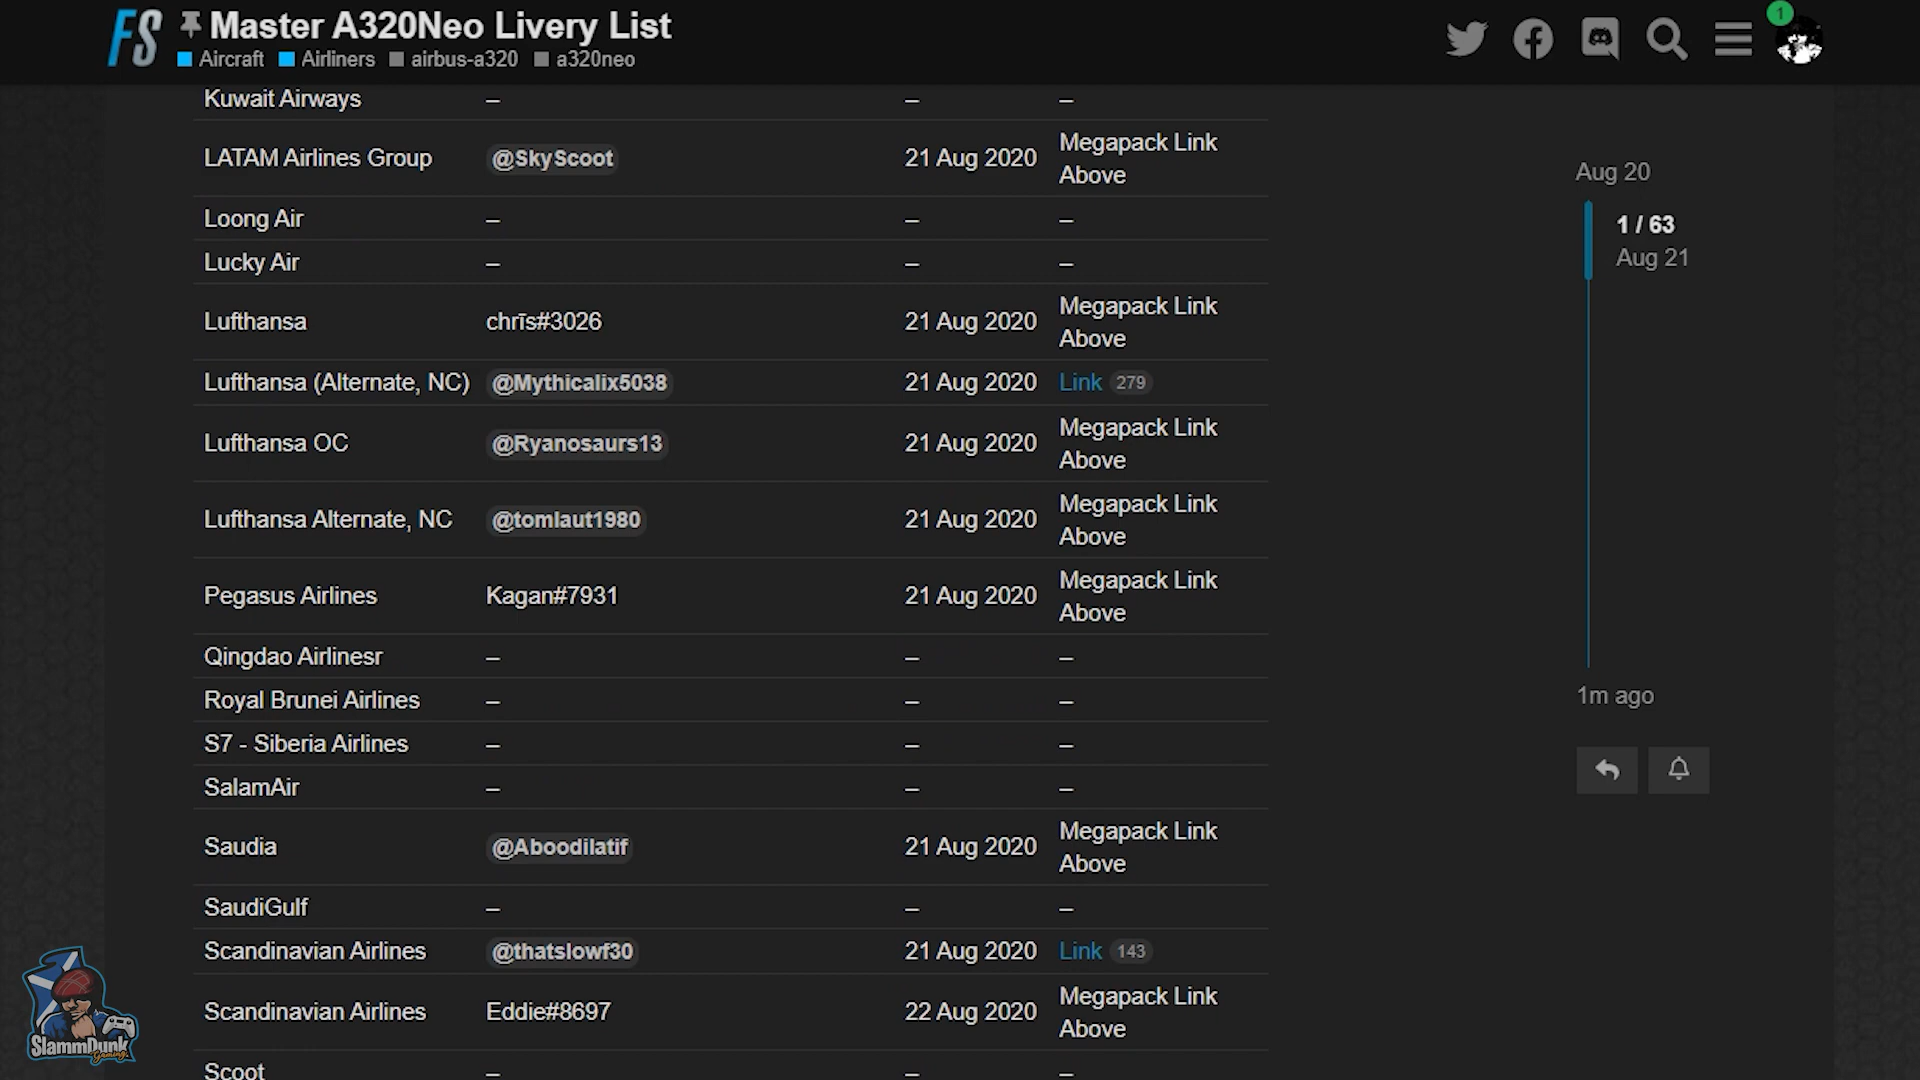 FS Master A320Neo Livery List
Aircraft Airliners airbus-a320 a320neo
1
Kuwait Airways – – –
LATAM Airlines Group @SkyScoot 21 Aug 2020 Megapack Link
Above
Loong Air – – –
Lucky Air – – –
Lufthansa chrīs#3026 21 Aug 2020 Megapack Link
Above
Lufthansa (Alternate, NC) @Mythicalix5038 21 Aug 2020 Link 279
Lufthansa OC @Ryanosaurs13 21 Aug 2020 Megapack Link
Above
Lufthansa Alternate, NC @tomlaut1980 21 Aug 2020 Megapack Link
Above
Pegasus Airlines Kagan#7931 21 Aug 2020 Megapack Link
Above
Qingdao Airlinesr – – –
Royal Brunei Airlines – – –
S7 - Siberia Airlines – – –
SalamAir – – –
Saudia @Aboodilatif 21 Aug 2020 Megapack Link
Above
SaudiGulf – – –
Scandinavian Airlines @thatslowf30 21 Aug 2020 Link 143
Scandinavian Airlines Eddie#8697 22 Aug 2020 Megapack Link
Above
Scoot – – –
Aug 20
1 / 63
Aug 21
1m ago
SlammDunk
Gaming